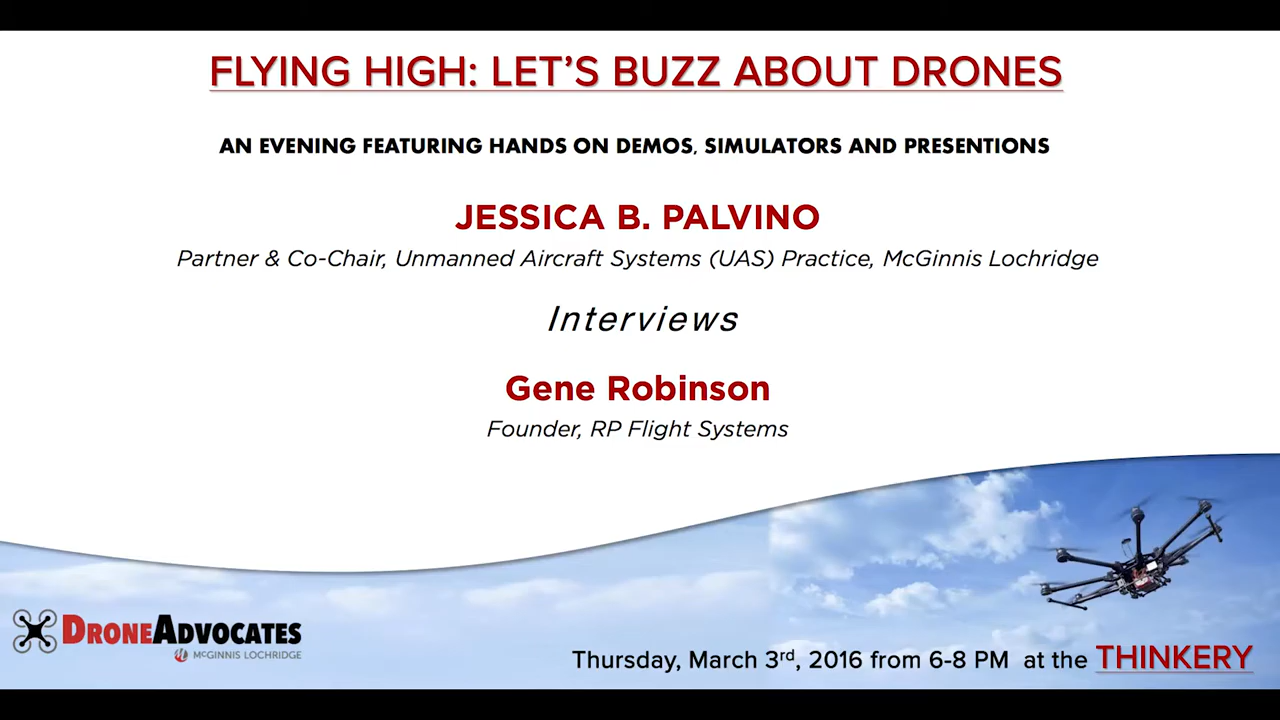 FLYING HIGH: LET'S BUZZ ABOUT DRONES
AN EVENING FEATURING HANDS ON DEMOS, SIMULATORS AND PRESENTIONS
JESSICA B. PALVINO
Partner & Co-Chair, Unmanned Aircraft Systems (UAS) Practice, McGinnis Lochridge
Interviews
Gene Robinson
Founder, RP Flight Systems
DRONEADVOCATES
MCGINNIS LOCHRIDGE
Thursday, March 3rd, 2016 from 6-8 PM at the THINKERY